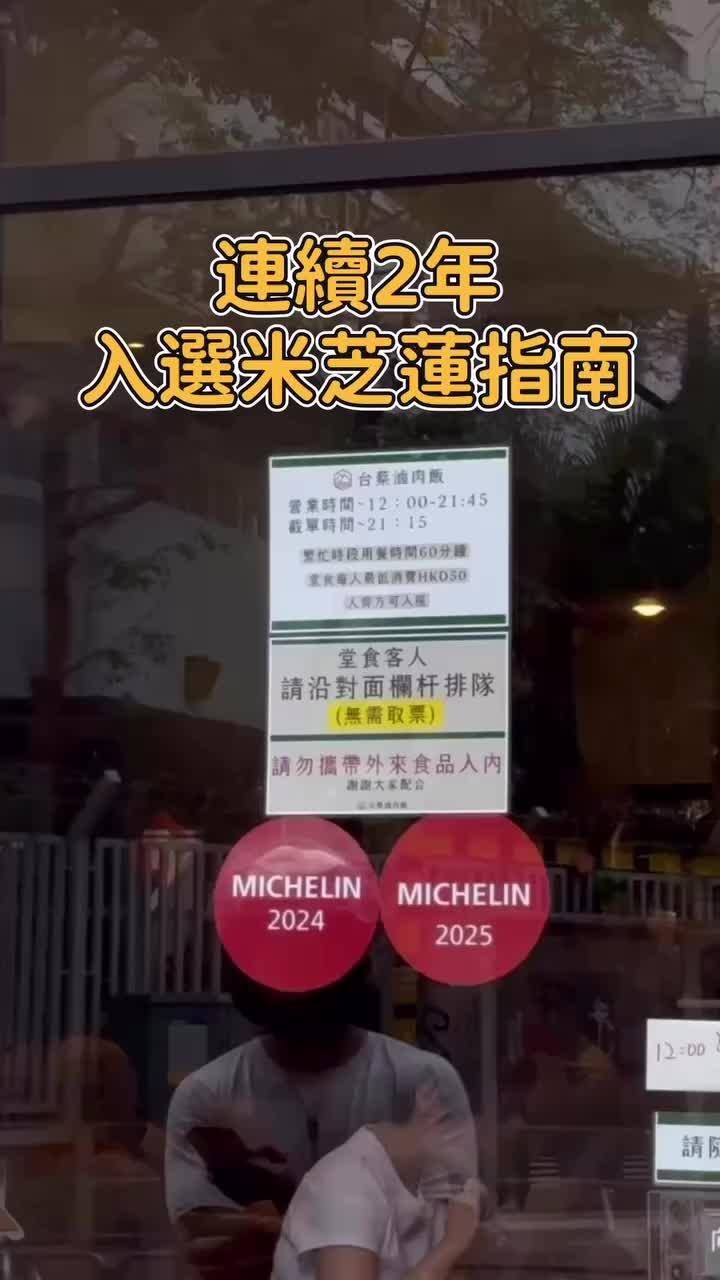 連續2年
入選米芝蓮指南
台蔡滷肉飯
營業時間~12：00-21:45
截單時間~21：15
繁忙時段用餐時間60分鐘
堂食每人最低消費HKD50
人齊方可入座
堂食客人
請沿對面欄杆排隊
(無需取票)
請勿攜帶外來食品入內
謝謝大家配合
MICHELIN
2024
MICHELIN
2025
12:00
請